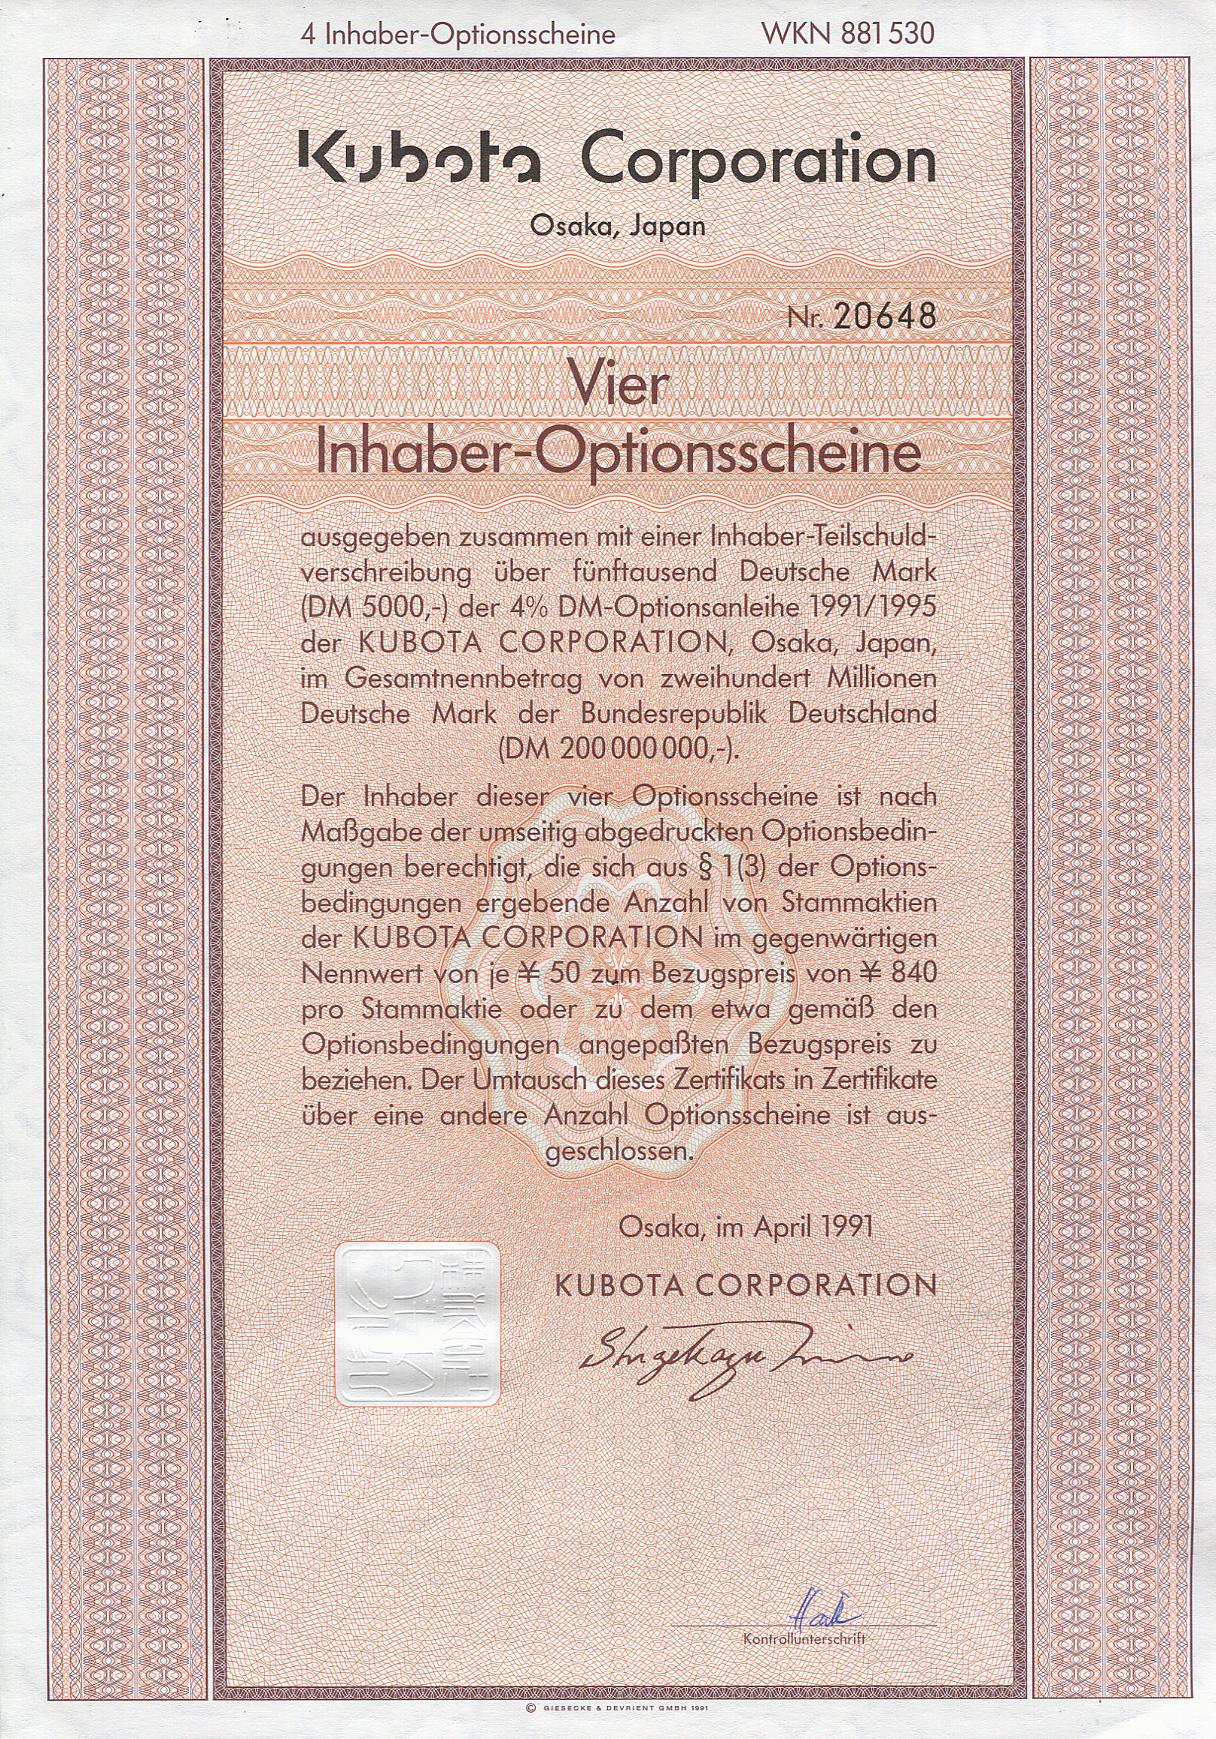 4 Inhaber-Optionsscheine WKN 881 530
Kubota Corporation
Osaka, Japan
Nr. 20648
Vier
Inhaber-Optionsscheine
ausgegeben zusammen mit einer Inhaber-Teilschuld-
verschreibung über fünftausend Deutsche Mark
(DM 5000,-) der 4% DM-Optionsanleihe 1991/1995
der KUBOTA CORPORATION, Osaka, Japan,
im Gesamtnennbetrag von zweihundert Millionen
Deutsche Mark der Bundesrepublik Deutschland
(DM 200 000 000,-).
Der Inhaber dieser vier Optionsscheine ist nach
Maßgabe der umseitig abgedruckten Optionsbedin-
gungen berechtigt, die sich aus § 1(3) der Options-
bedingungen ergebende Anzahl von Stammaktien
der KUBOTA CORPORATION im gegenwärtigen
Nennwert von je ¥ 50 zum Bezugspreis von ¥ 840
pro Stammaktie oder zu dem etwa gemäß den
Optionsbedingungen angepaßten Bezugspreis zu
beziehen. Der Umtausch dieses Zertifikats in Zertifikate
über eine andere Anzahl Optionsscheine ist aus-
geschlossen.
Osaka, im April 1991
KUBOTA CORPORATION
Kontrollunterschrift
© GIESECKE & DEVRIENT GMBH 1991